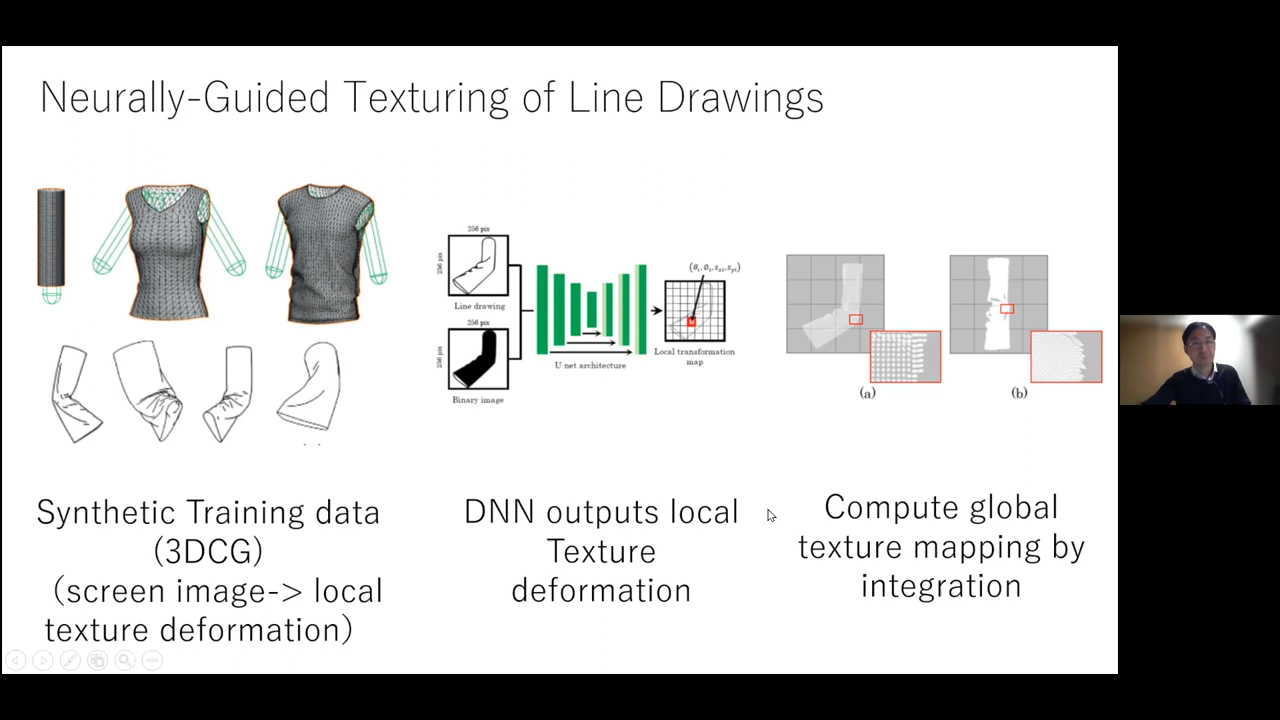 Neurally-Guided Texturing of Line Drawings
256 pix
256 pix
Line drawing
256 pix
256 pix
Binary image
U net architecture
Local transformation
map
(a)
(b)
Synthetic Training data
(3DCG)
(screen image-> local
texture deformation)
DNN outputs local
Texture
deformation
Compute global
texture mapping by
integration